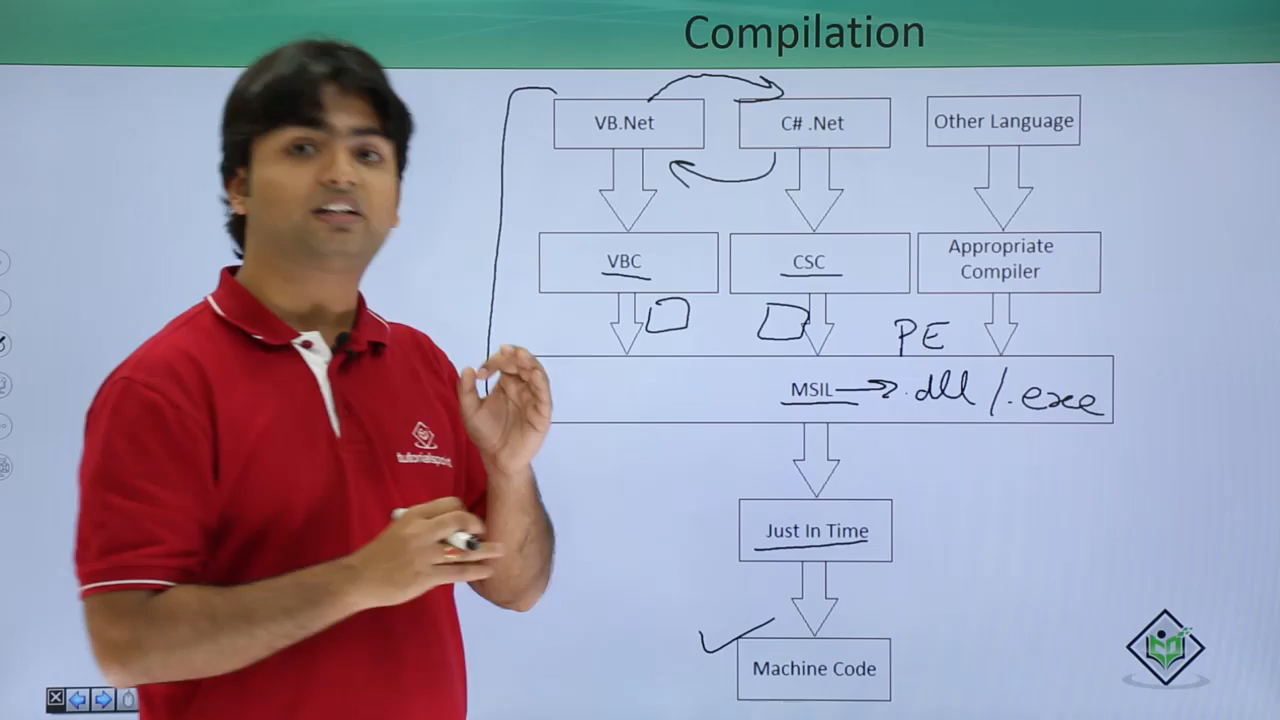 Compilation
VB.Net
C# .Net
Other Language
VBC
CSC
Appropriate
Compiler
PE
MSIL
.dll / .exe
Just In Time
Machine Code
tutorialspoint